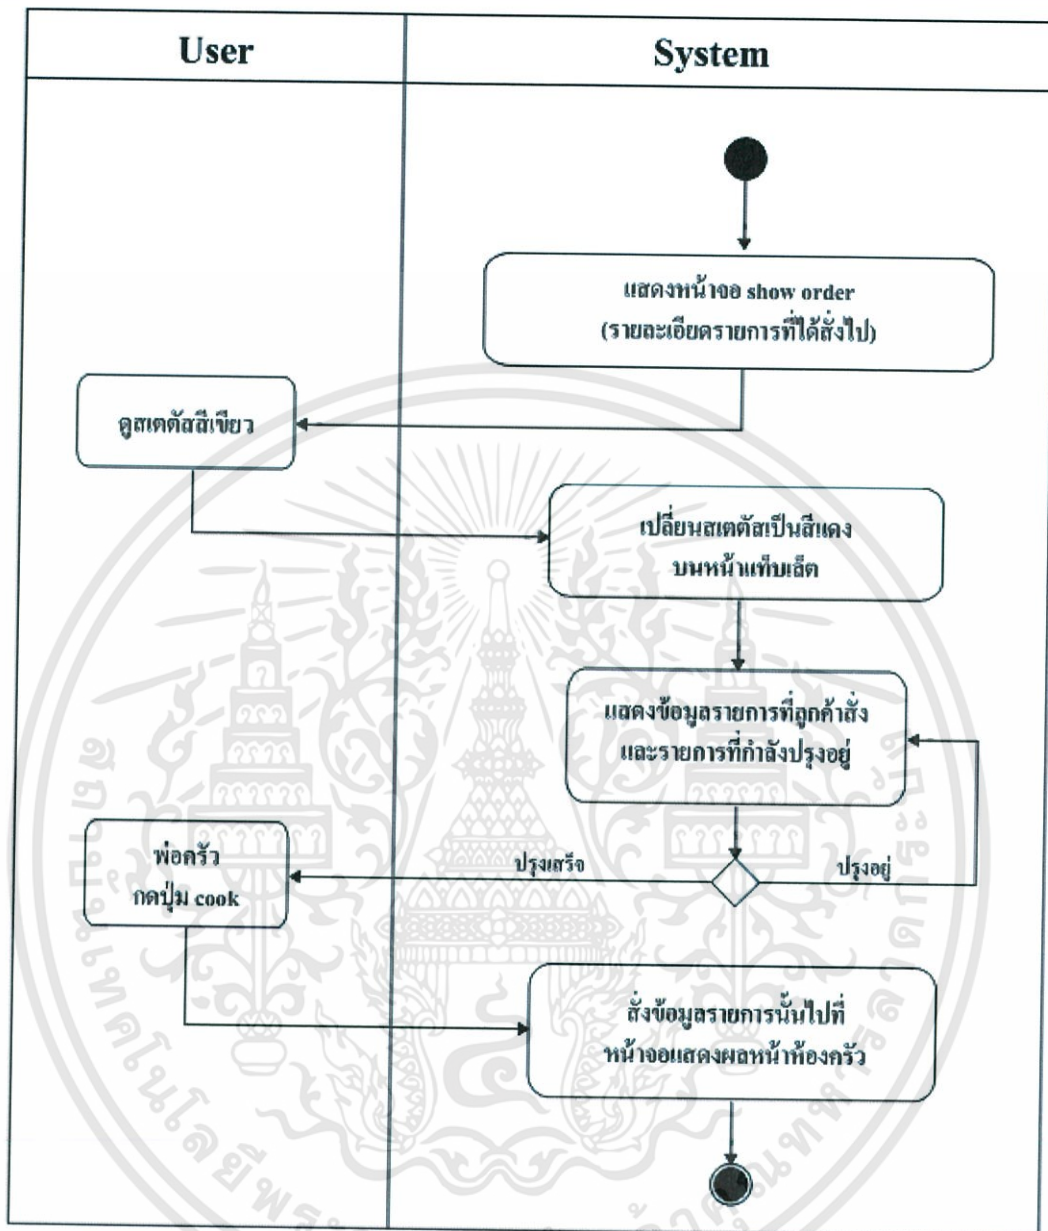 User
System
แสดงหน้าจอ show order
(รายละเอียดรายการที่ได้สั่งไป)
ดูสเตตัสสีเขียว
เปลี่ยนสเตตัสเป็นสีแดง
บนหน้าแท็บเล็ต
แสดงข้อมูลรายการที่ลูกค้าสั่ง
และรายการที่กำลังปรุงอยู่
ปรุงเสร็จ
ปรุงอยู่
พ่อครัว
กดปุ่ม cook
สั่งข้อมูลรายการนั้นไปที่
หน้าจอแสดงผลหน้าห้องครัว